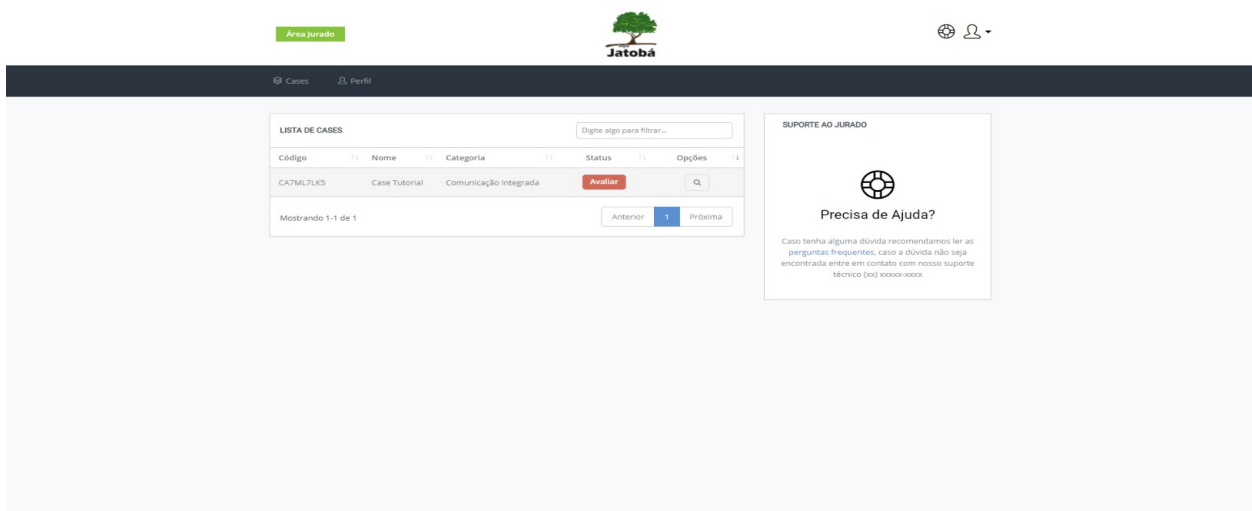 Área Jurado
Jatobá
Cases
Perfil
LISTA DE CASES
Digite algo para filtrar...
Código Nome Categoria Status Opções
CA7ML7LK5 Case Tutorial Comunicação Integrada Avaliar
Mostrando 1-1 de 1
Anterior 1 Próxima
SUPORTE AO JURADO
Precisa de Ajuda?
Caso tenha alguma dúvida recomendamos ler as
perguntas frequentes, caso a dúvida não seja
encontrada entre em contato com nosso suporte
técnico (xx) xxxxx-xxxx